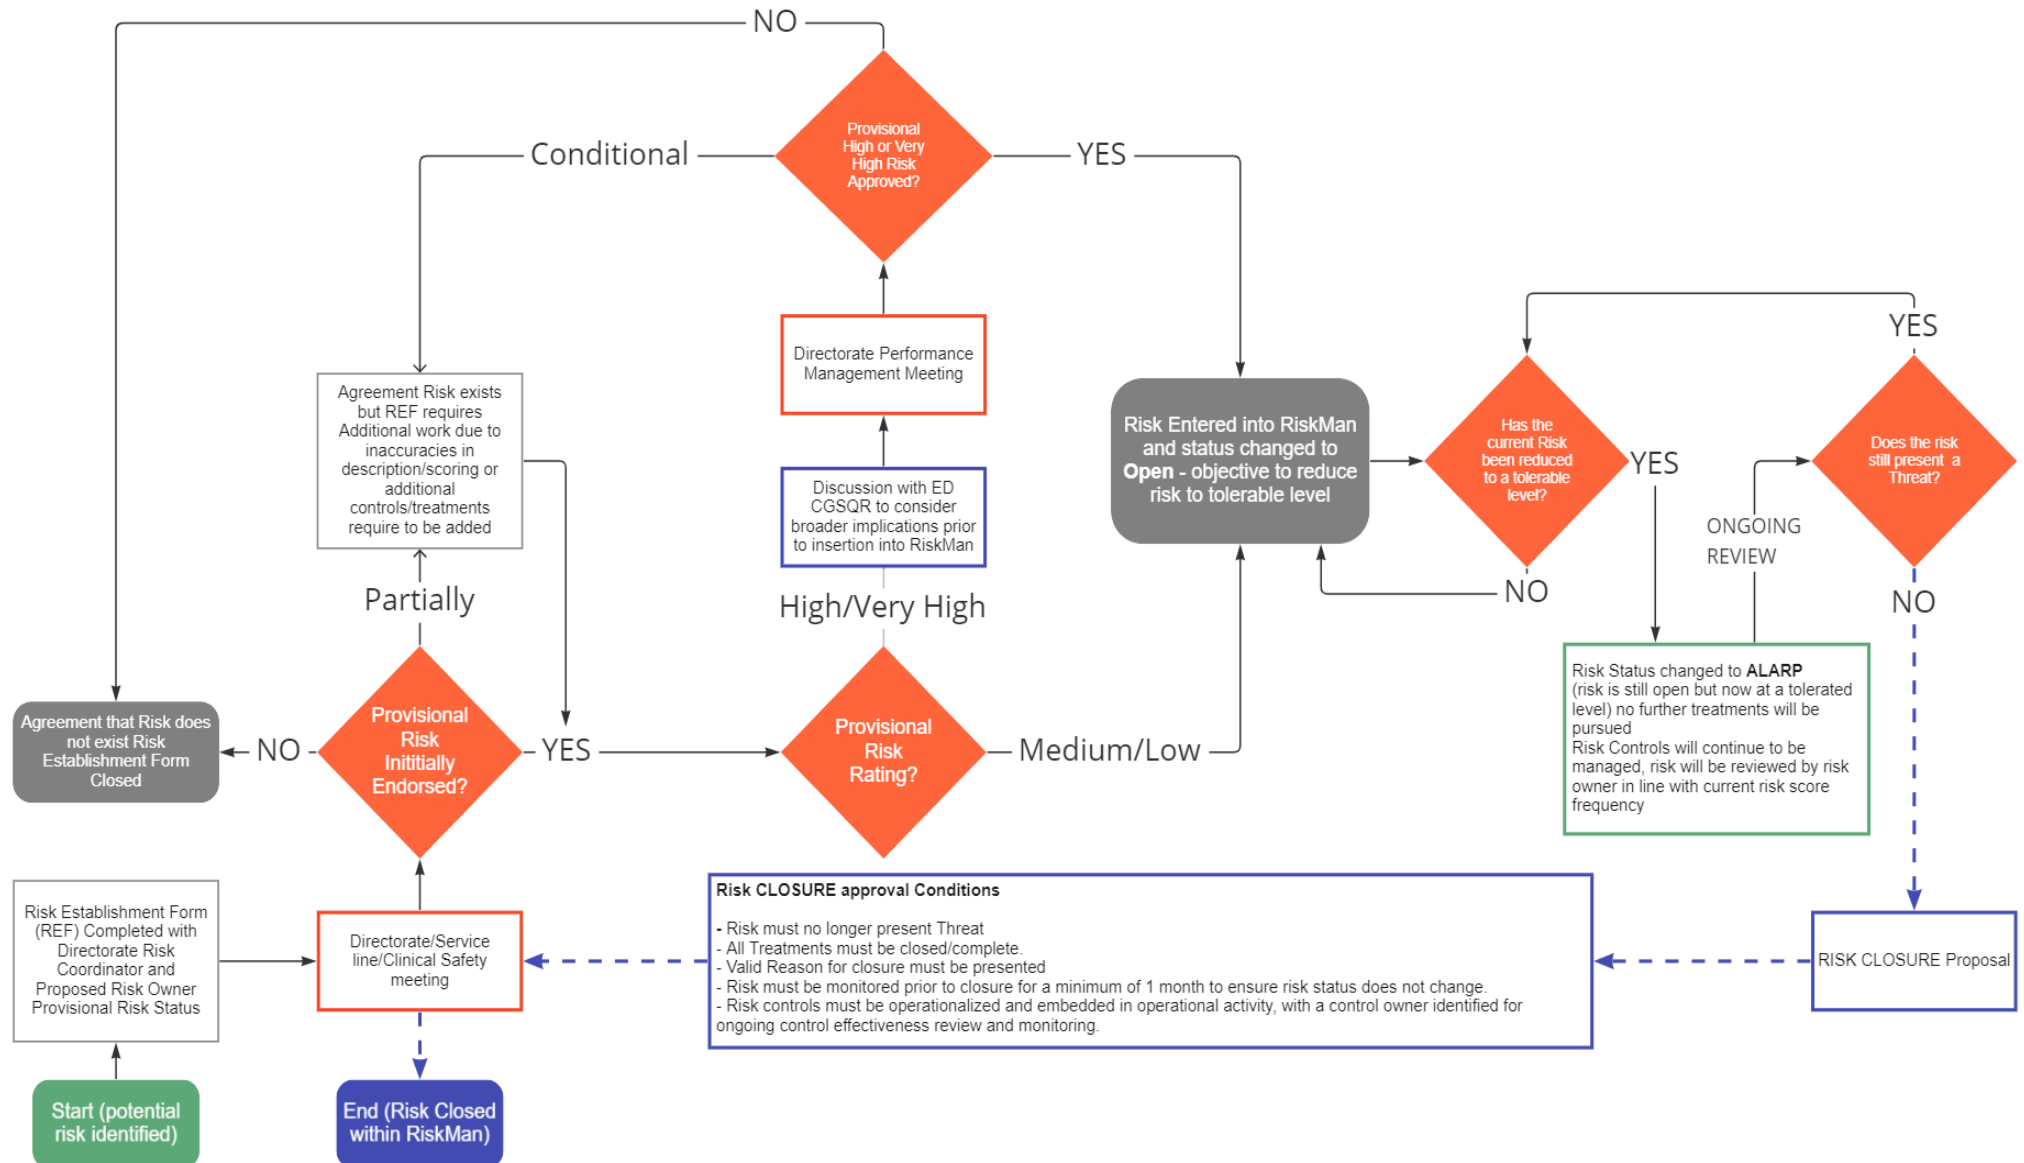 NO
Provisional
High or Very
High Risk
Approved?
Conditional
YES
Directorate Performance
Management Meeting
Agreement Risk exists
but REF requires
Additional work due to
inaccuracies in
description/scoring or
additional
controls/treatments
require to be added
Discussion with ED
CGSQR to consider
broader implications prior
to insertion into RiskMan
Risk Entered into RiskMan
and status changed to
Open - objective to reduce
risk to tolerable level
Has the
current Risk
been reduced
to a tolerable
level?
YES
NO
YES
Does the risk
still present a
Threat?
ONGOING
REVIEW
NO
Partially
High/Very High
Agreement that Risk does
not exist Risk
Establishment Form
Closed
NO
Provisional
Risk
Inititially
Endorsed?
YES
Provisional
Risk
Rating?
Medium/Low
Risk Status changed to ALARP
(risk is still open but now at a tolerated
level) no further treatments will be
pursued
Risk Controls will continue to be
managed, risk will be reviewed by risk
owner in line with current risk score
frequency
Risk Establishment Form
(REF) Completed with
Directorate Risk
Coordinator and
Proposed Risk Owner
Provisional Risk Status
Directorate/Service
line/Clinical Safety
meeting
Risk CLOSURE approval Conditions
- Risk must no longer present Threat
- All Treatments must be closed/complete.
- Valid Reason for closure must be presented
- Risk must be monitored prior to closure for a minimum of 1 month to ensure risk status does not change.
- Risk controls must be operationalized and embedded in operational activity, with a control owner identified for
ongoing control effectiveness review and monitoring.
RISK CLOSURE Proposal
Start (potential
risk identified)
End (Risk Closed
within RiskMan)